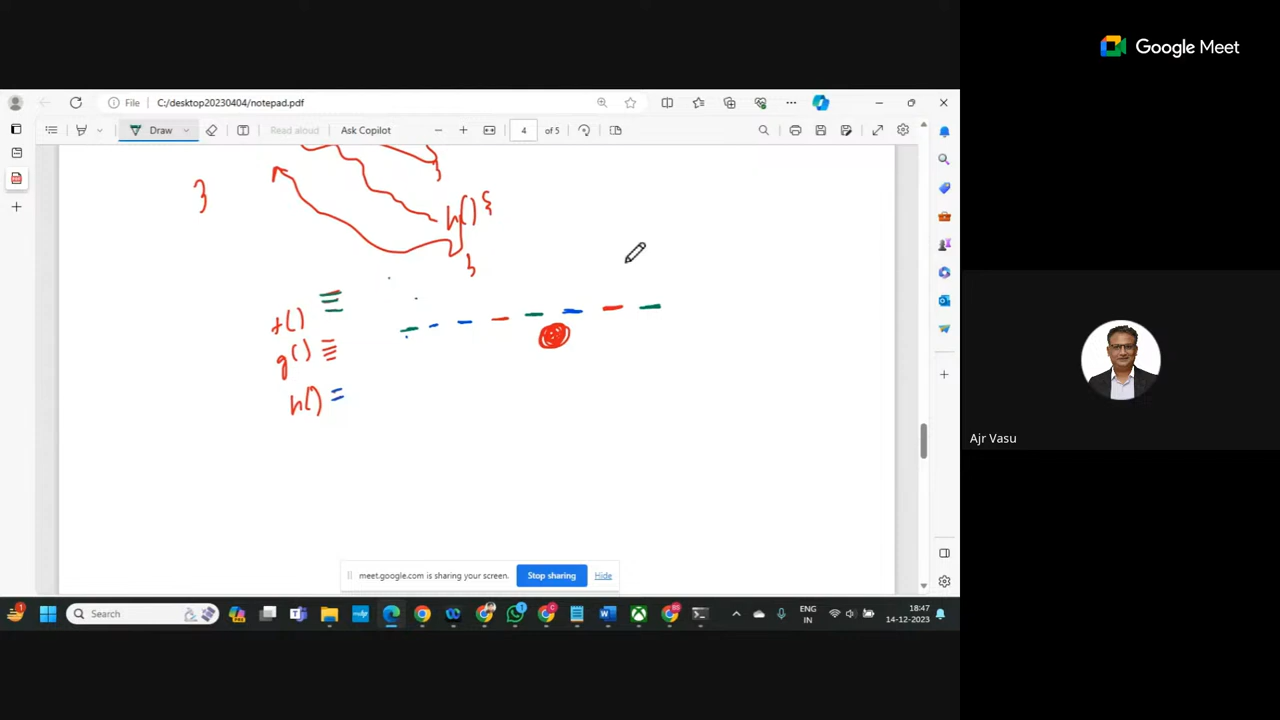 Google Meet
File C:/desktop20230404/notepad.pdf
Draw Read aloud Ask Copilot 4 of 5
}
}
h(){
}
f()
g()
h()
Ajr Vasu
meet.google.com is sharing your screen. Stop sharing Hide
Search
ENG
IN
18:47
14-12-2023